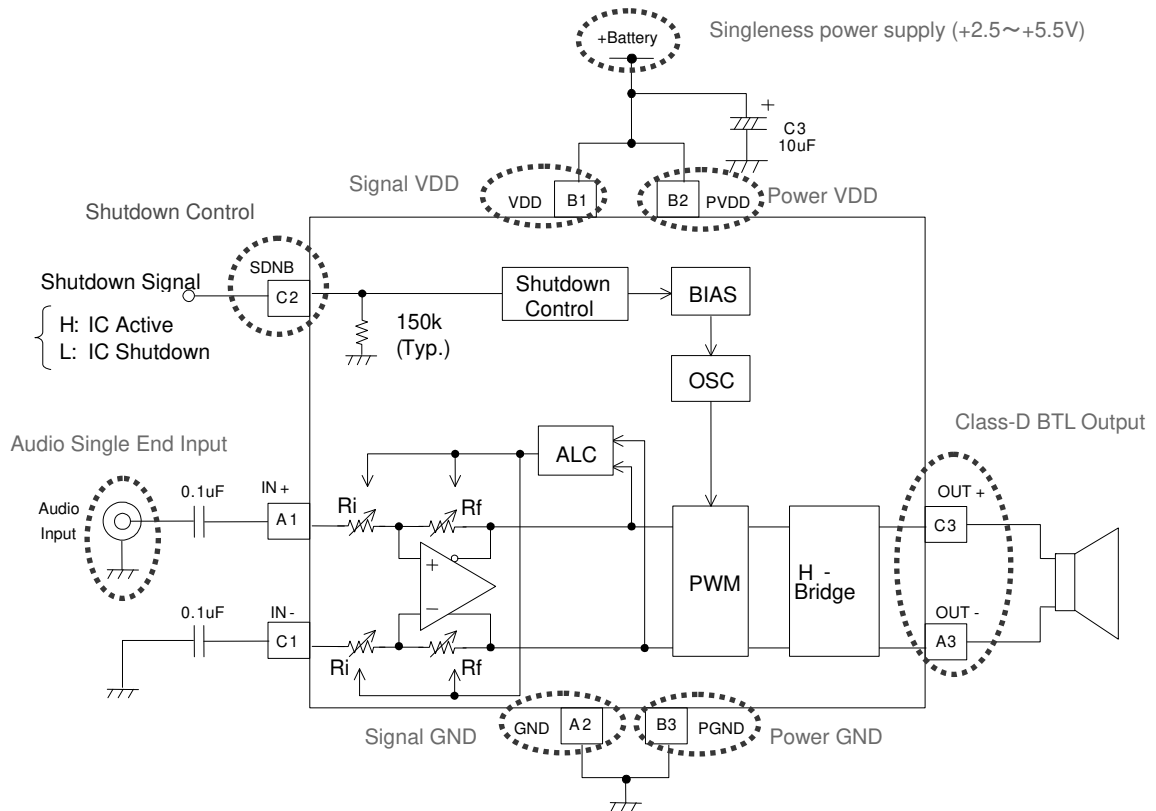 +Battery
Singleness power supply (+2.5～+5.5V)
+
C3
10uF
Signal VDD
VDD
B1
B2
PVDD
Power VDD
Shutdown Control
SDNB
C2
Shutdown Signal
H: IC Active
L: IC Shutdown
150k
(Typ.)
Shutdown
Control
BIAS
OSC
Class-D BTL Output
Audio Single End Input
ALC
Audio
Input
0.1uF
IN+
A1
Ri
Rf
+
−
PWM
H -
Bridge
OUT +
C3
OUT -
A3
0.1uF
IN-
C1
Ri
Rf
Signal GND
GND
A2
B3
PGND
Power GND